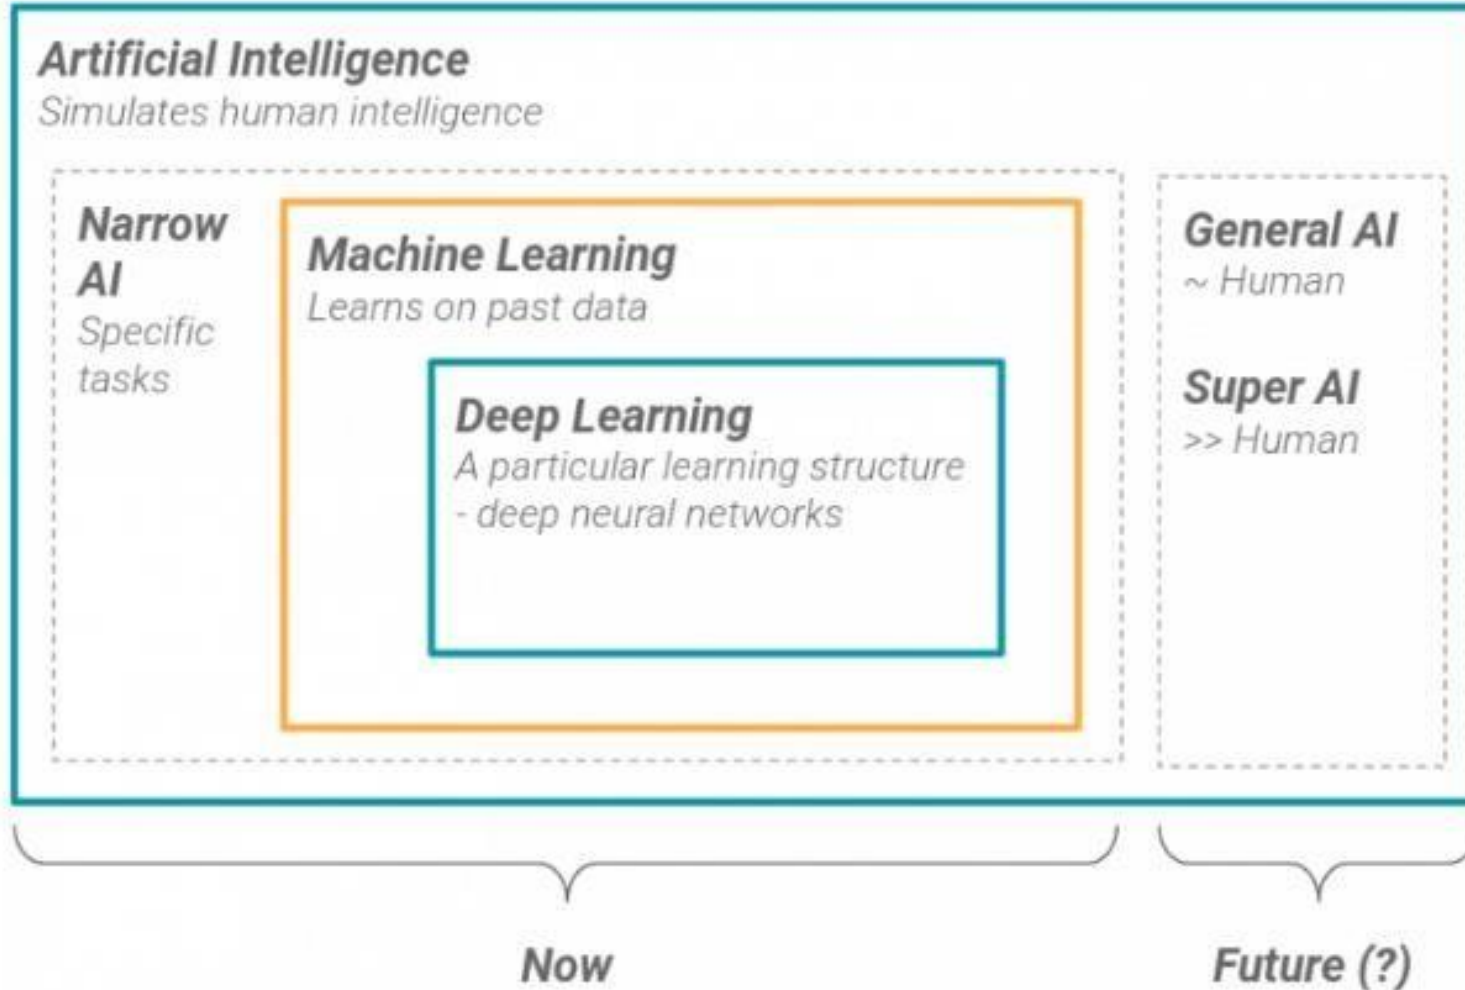 Artificial Intelligence
Simulates human intelligence
Narrow
AI
Specific
tasks
Machine Learning
Learns on past data
Deep Learning
A particular learning structure
- deep neural networks
General AI
~ Human
Super AI
>> Human
Now
Future (?)